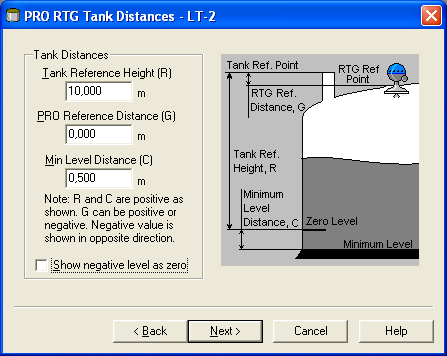 PRO RTG Tank Distances - LT-2
Tank Distances
Tank Reference Height (R)
10,000 m
PRO Reference Distance (G)
0,000 m
Min Level Distance (C)
0,500 m
Note: R and C are positive as
shown. G can be positive or
negative. Negative value is
shown in opposite direction.
Show negative level as zero
Tank Ref. Point
RTG Ref
Point
RTG Ref.
Distance, G
Tank Ref.
Height, R
Minimum
Level
Distance, C
Zero Level
Minimum Level
< Back
Next >
Cancel
Help